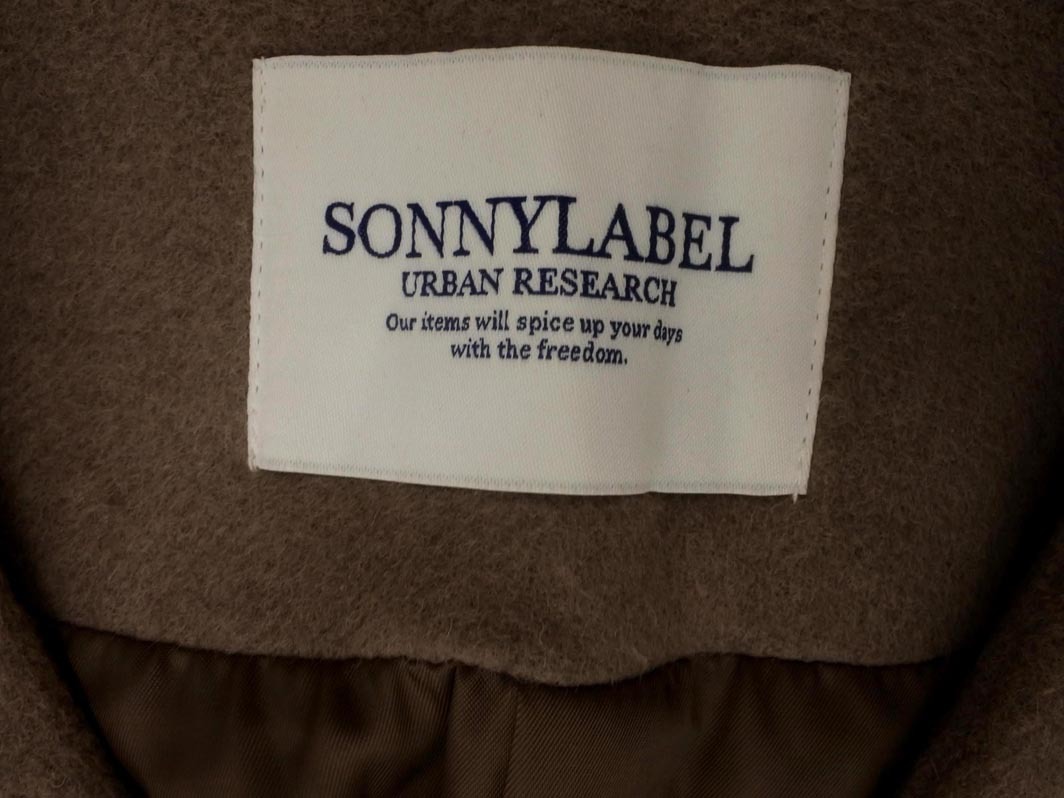 SONNYLABEL
URBAN RESEARCH
Our items will spice up your days
with the freedom.